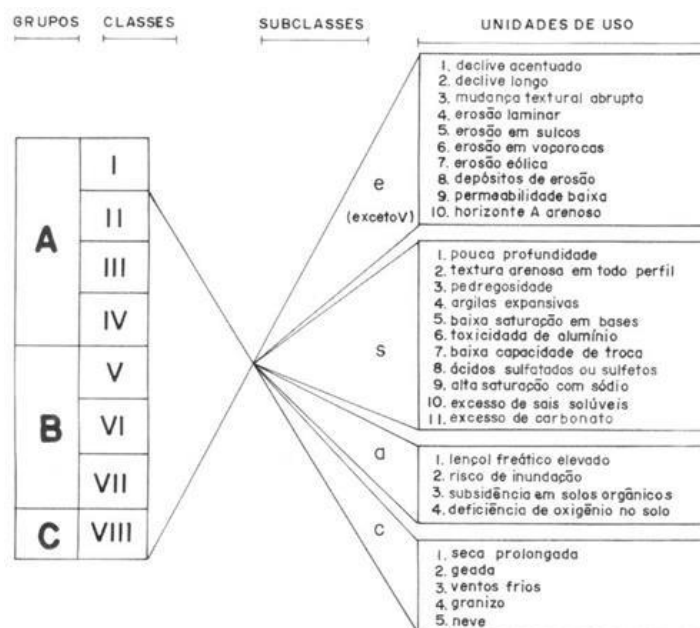 GRUPOS CLASSES SUBCLASSES UNIDADES DE USO
A
I
II
III
IV
B
V
VI
VII
C
VIII
e
(exceto V)
1. declive acentuado
2. declive longo
3. mudança textural abrupta
4. erosão laminar
5. erosão em sulcos
6. erosão em voporocas
7. erosão eólica
8. depósitos de erosão
9. permeabilidade baixa
10. horizonte A arenoso
s
1. pouca profundidade
2. textura arenosa em todo perfil
3. pedregosidade
4. argilas expansivas
5. baixa saturação em bases
6. toxicidade de alumínio
7. baixa capacidade de troca
8. ácidos sulfatados ou sulfetos
9. alta saturação com sódio
10. excesso de sais solúveis
11. excesso de carbonato
a
1. lençol freático elevado
2. risco de inundação
3. subsidência em solos orgânicos
4. deficiência de oxigênio no solo
c
1. seca prolongada
2. geada
3. ventos frios
4. granizo
5. neve